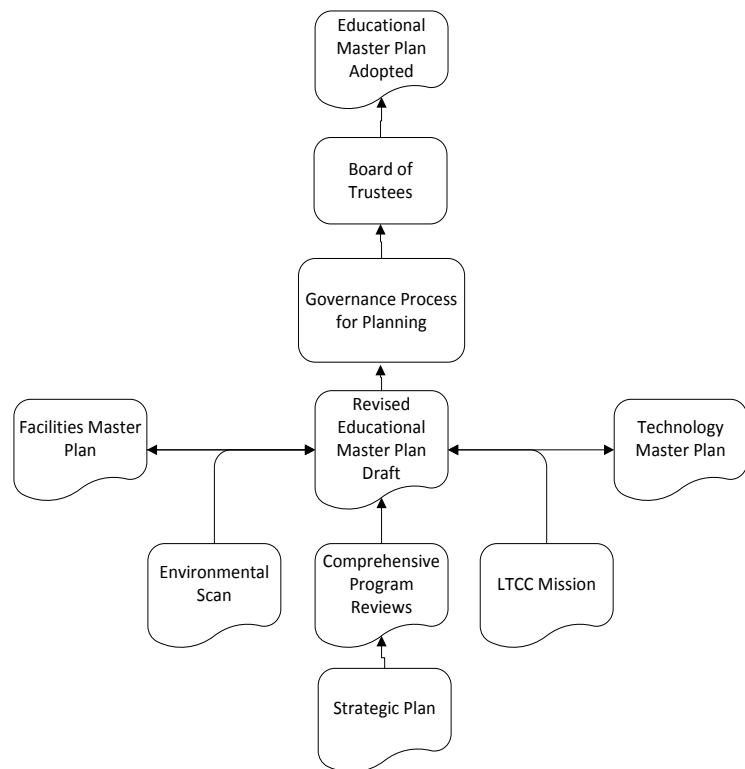 Educational
Master Plan
Adopted
Board of
Trustees
Governance Process
for Planning
Facilities Master
Plan
Revised
Educational
Master Plan
Draft
Technology
Master Plan
Environmental
Scan
Comprehensive
Program
Reviews
LTCC Mission
Strategic Plan